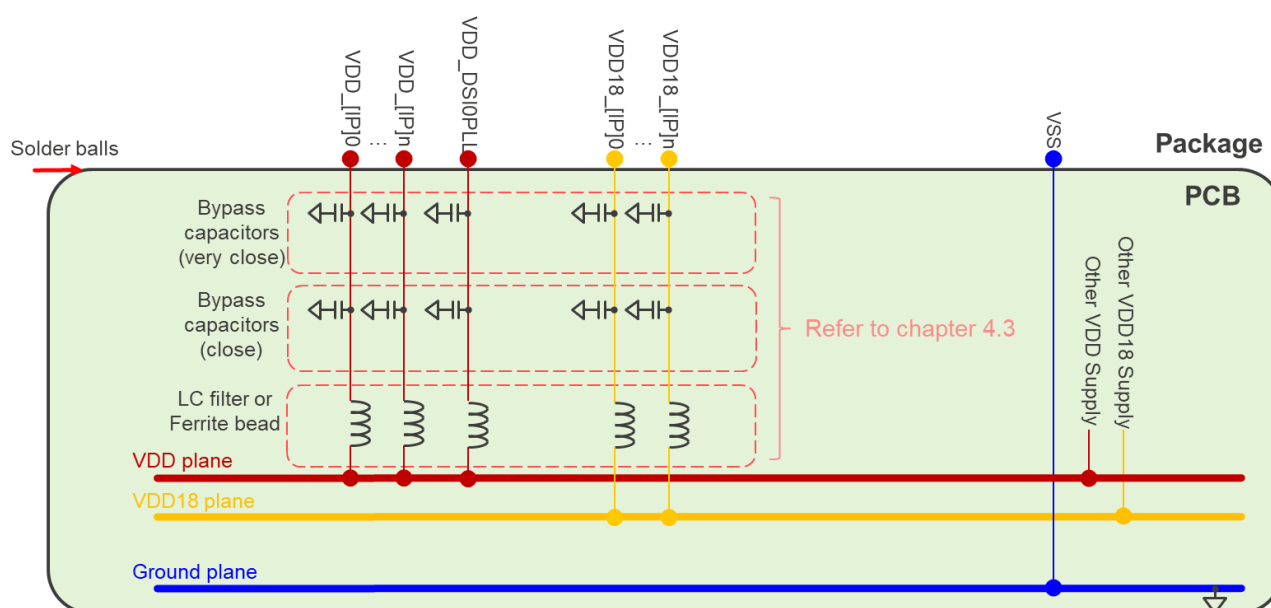 VDD_[IP]0
...
VDD_[IP]n
VDD_DSI0PLL
VDD18_[IP]0
...
VDD18_[IP]n
VSS
Package
Solder balls
PCB
Bypass
capacitors
(very close)
Other VDD Supply
Other VDD18 Supply
Bypass
capacitors
(close)
Refer to chapter 4.3
LC filter or
Ferrite bead
VDD plane
VDD18 plane
Ground plane